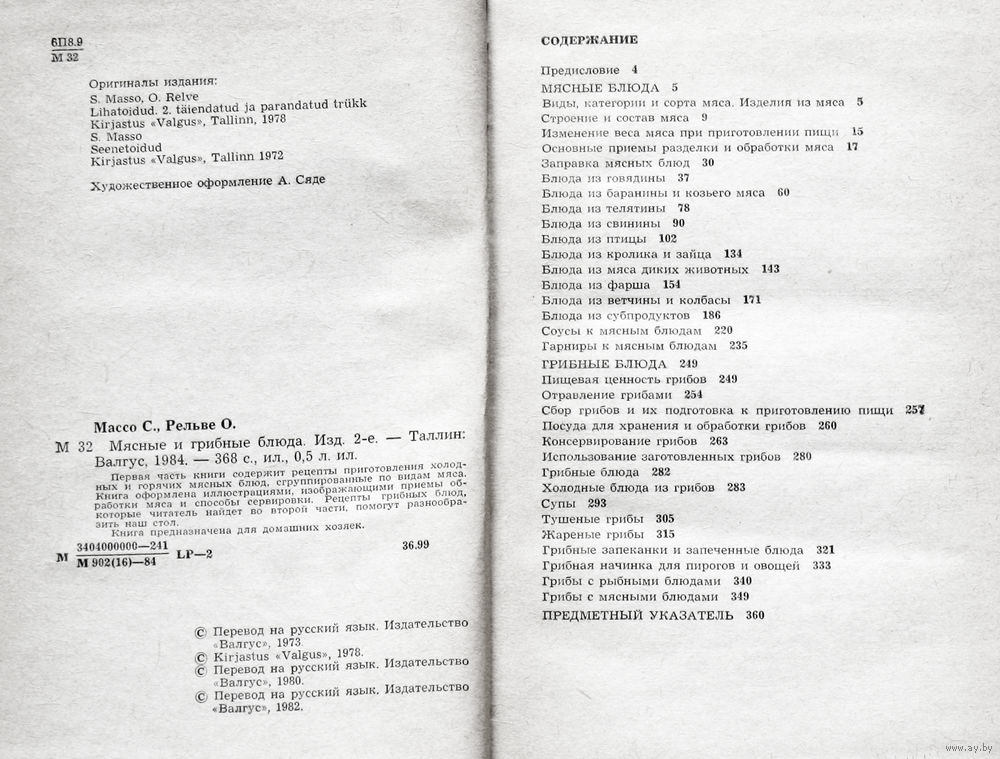 6П8.9
М 32
Оригиналы издания:
S. Masso, O. Relve
Lihatoidud. 2. täiendatud ja parandatud trükk
Kirjastus «Valgus», Tallinn, 1978
S. Masso
Seenetoidud
Kirjastus «Valgus», Tallinn 1972
Художественное оформление А. Сяде
Массо С., Рельве О.
М 32 Мясные и грибные блюда. Изд. 2-е. — Таллин:
Валгус, 1984. — 368 с., ил., 0,5 л. ил.
Первая часть книги содержит рецепты приготовления холод-
ных и горячих мясных блюд, сгруппированные по видам мяса.
Книга оформлена иллюстрациями, изображающими приемы об-
работки мяса и способы сервировки. Рецепты грибных блюд,
которые читатель найдет во второй части, помогут разнообра-
зить наш стол.
Книга предназначена для домашних хозяек.
М 3404000000—241 LP—2 36.99
М 902(16)—84
© Перевод на русский язык. Издательство
«Валгус», 1973.
© Kirjastus «Valgus», 1978.
© Перевод на русский язык. Издательство
«Валгус», 1980.
© Перевод на русский язык. Издательство
«Валгус», 1982.
СОДЕРЖАНИЕ
Предисловие 4
МЯСНЫЕ БЛЮДА 5
Виды, категории и сорта мяса. Изделия из мяса 5
Строение и состав мяса 9
Изменение веса мяса при приготовлении пищи 15
Основные приемы разделки и обработки мяса 17
Заправка мясных блюд 30
Блюда из говядины 37
Блюда из баранины и козьего мяса 60
Блюда из телятины 78
Блюда из свинины 90
Блюда из птицы 102
Блюда из кролика и зайца 134
Блюда из мяса диких животных 143
Блюда из фарша 154
Блюда из ветчины и колбасы 171
Блюда из субпродуктов 186
Соусы к мясным блюдам 220
Гарниры к мясным блюдам 235
ГРИБНЫЕ БЛЮДА 249
Пищевая ценность грибов 249
Отравление грибами 254
Сбор грибов и их подготовка к приготовлению пищи 257
Посуда для хранения и обработки грибов 260
Консервирование грибов 263
Использование заготовленных грибов 280
Грибные блюда 282
Холодные блюда из грибов 283
Супы 293
Тушеные грибы 305
Жареные грибы 315
Грибные запеканки и запеченные блюда 321
Грибная начинка для пирогов и овощей 333
Грибы с рыбными блюдами 340
Грибы с мясными блюдами 349
ПРЕДМЕТНЫЙ УКАЗАТЕЛЬ 360
www.ay.by